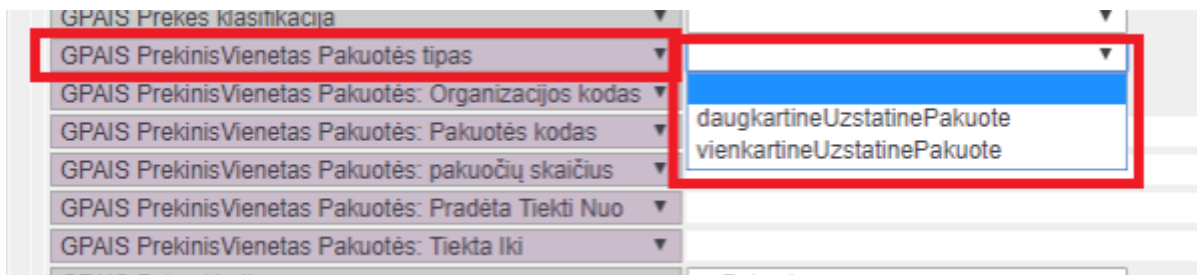 GPAIS Prekės klasifikacija
GPAIS PrekinisVienetas Pakuotės tipas
GPAIS PrekinisVienetas Pakuotės: Organizacijos kodas
daugkartineUzstatinePakuote
GPAIS PrekinisVienetas Pakuotės: Pakuotės kodas
vienkartineUzstatinePakuote
GPAIS PrekinisVienetas Pakuotės: pakuočių skaičius
GPAIS PrekinisVienetas Pakuotės: Pradėta Tiekti Nuo
GPAIS PrekinisVienetas Pakuotės: Tiekta Iki